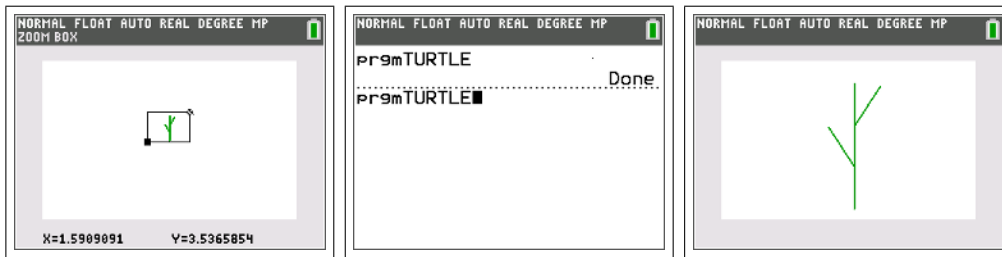 NORMAL FLOAT AUTO REAL DEGREE MP
ZOOM BOX
X=1.5909091 Y=3.5365854
NORMAL FLOAT AUTO REAL DEGREE MP
prgmTURTLE
Done
prgmTURTLE
NORMAL FLOAT AUTO REAL DEGREE MP